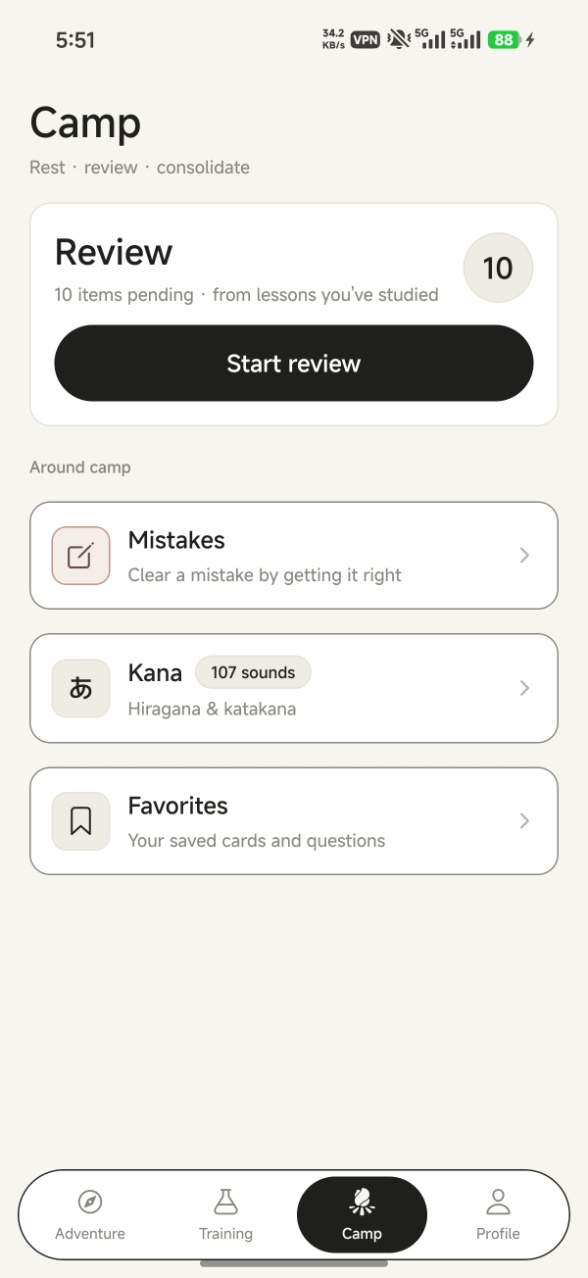 5:51
34.2
KB/s
VPN
5G
5G
88
Camp
Rest · review · consolidate
Review
10 items pending · from lessons you've studied
10
Start review
Around camp
Mistakes
Clear a mistake by getting it right
あ
Kana
107 sounds
Hiragana & katakana
Favorites
Your saved cards and questions
Adventure
Training
Camp
Profile